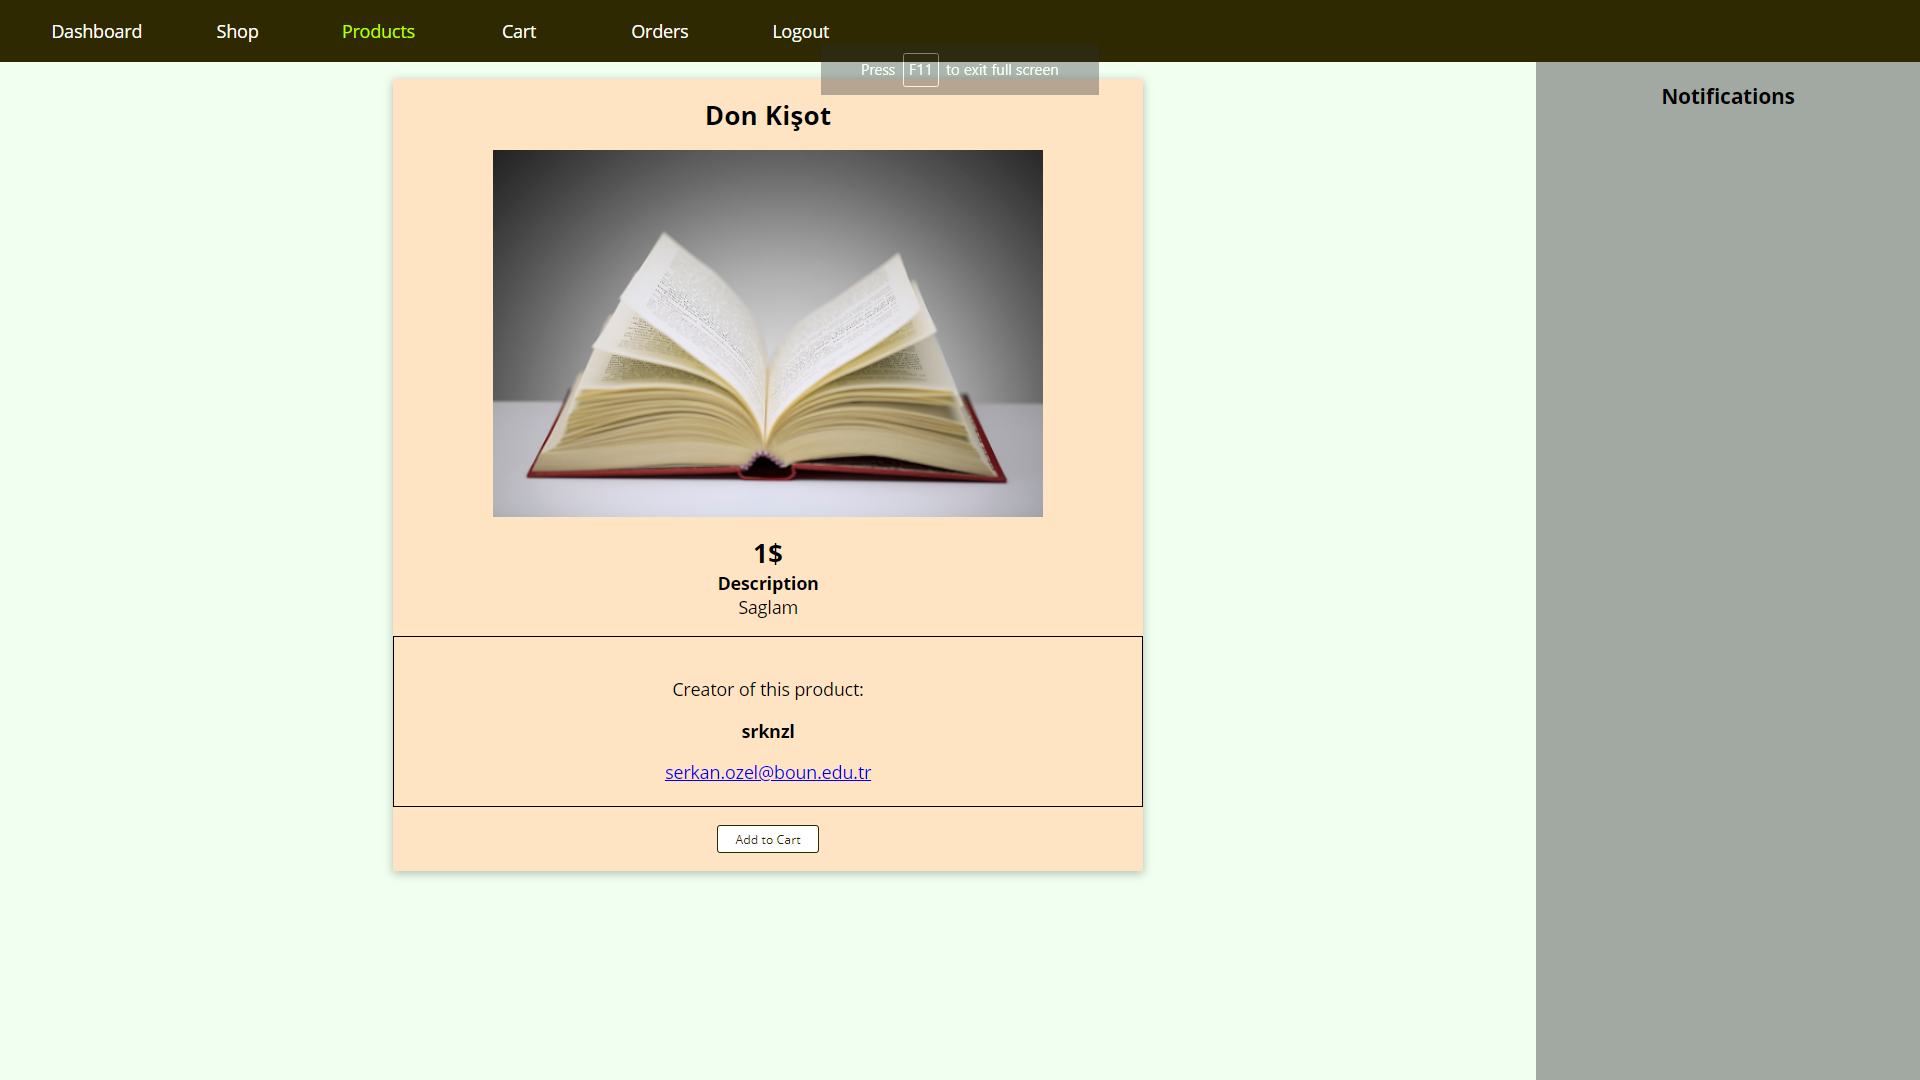 Dashboard Shop Products Cart Orders Logout
Press F11 to exit full screen
Notifications
Don Kişot
1$
Description
Saglam
Creator of this product:
srknzl
serkan.ozel@boun.edu.tr
Add to Cart